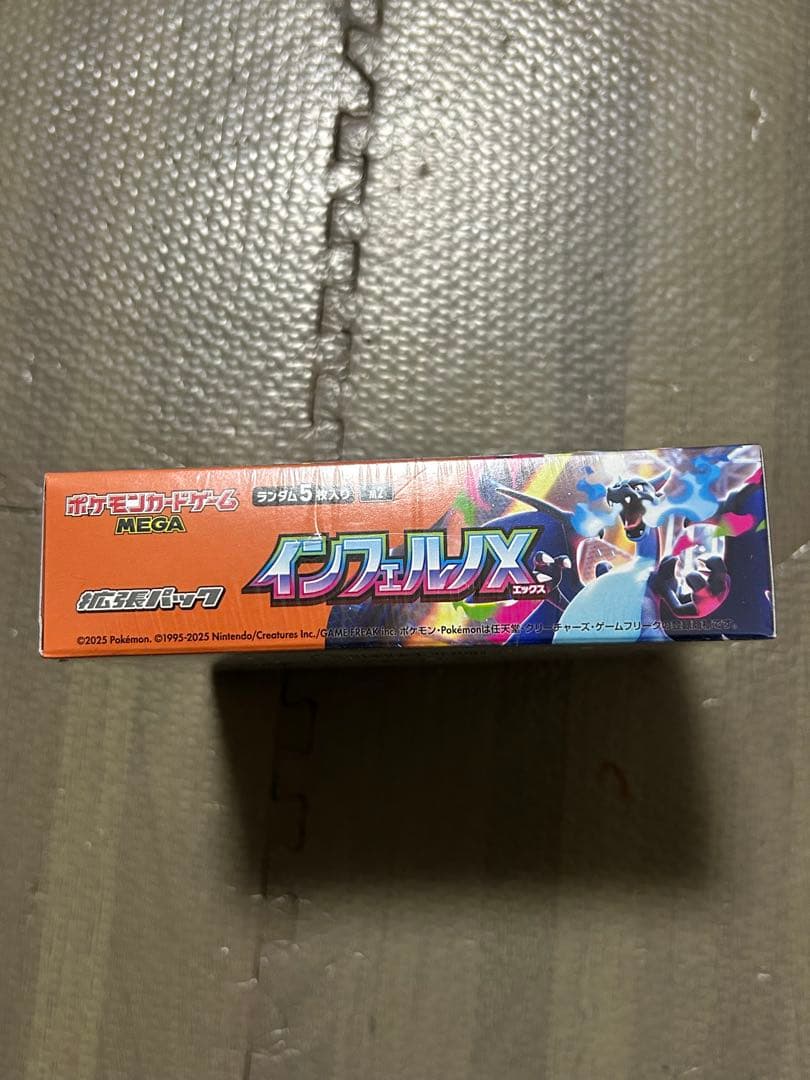 ポケモンカードゲーム
MEGA
ランダム5枚入り
M2
拡張パック
インフェルノX
エックス
©2025 Pokémon. ©1995-2025 Nintendo/Creatures Inc./GAME FREAK inc. ポケモン・Pokémonは任天堂・クリーチャーズ・ゲームフリークの登録商標です。